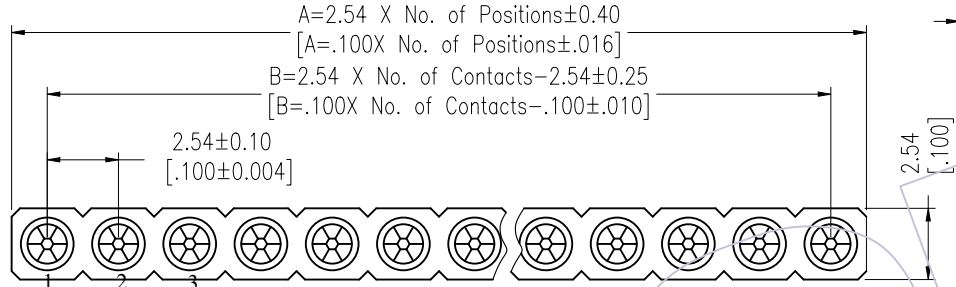 A=2.54 X No. of Positions±0.40
[A=.100X No. of Positions±.016]
B=2.54 X No. of Contacts-2.54±0.25
[B=.100X No. of Contacts-.100±.010]
2.54±0.10
[.100±0.004]
2.54
[.100]
1 2 3